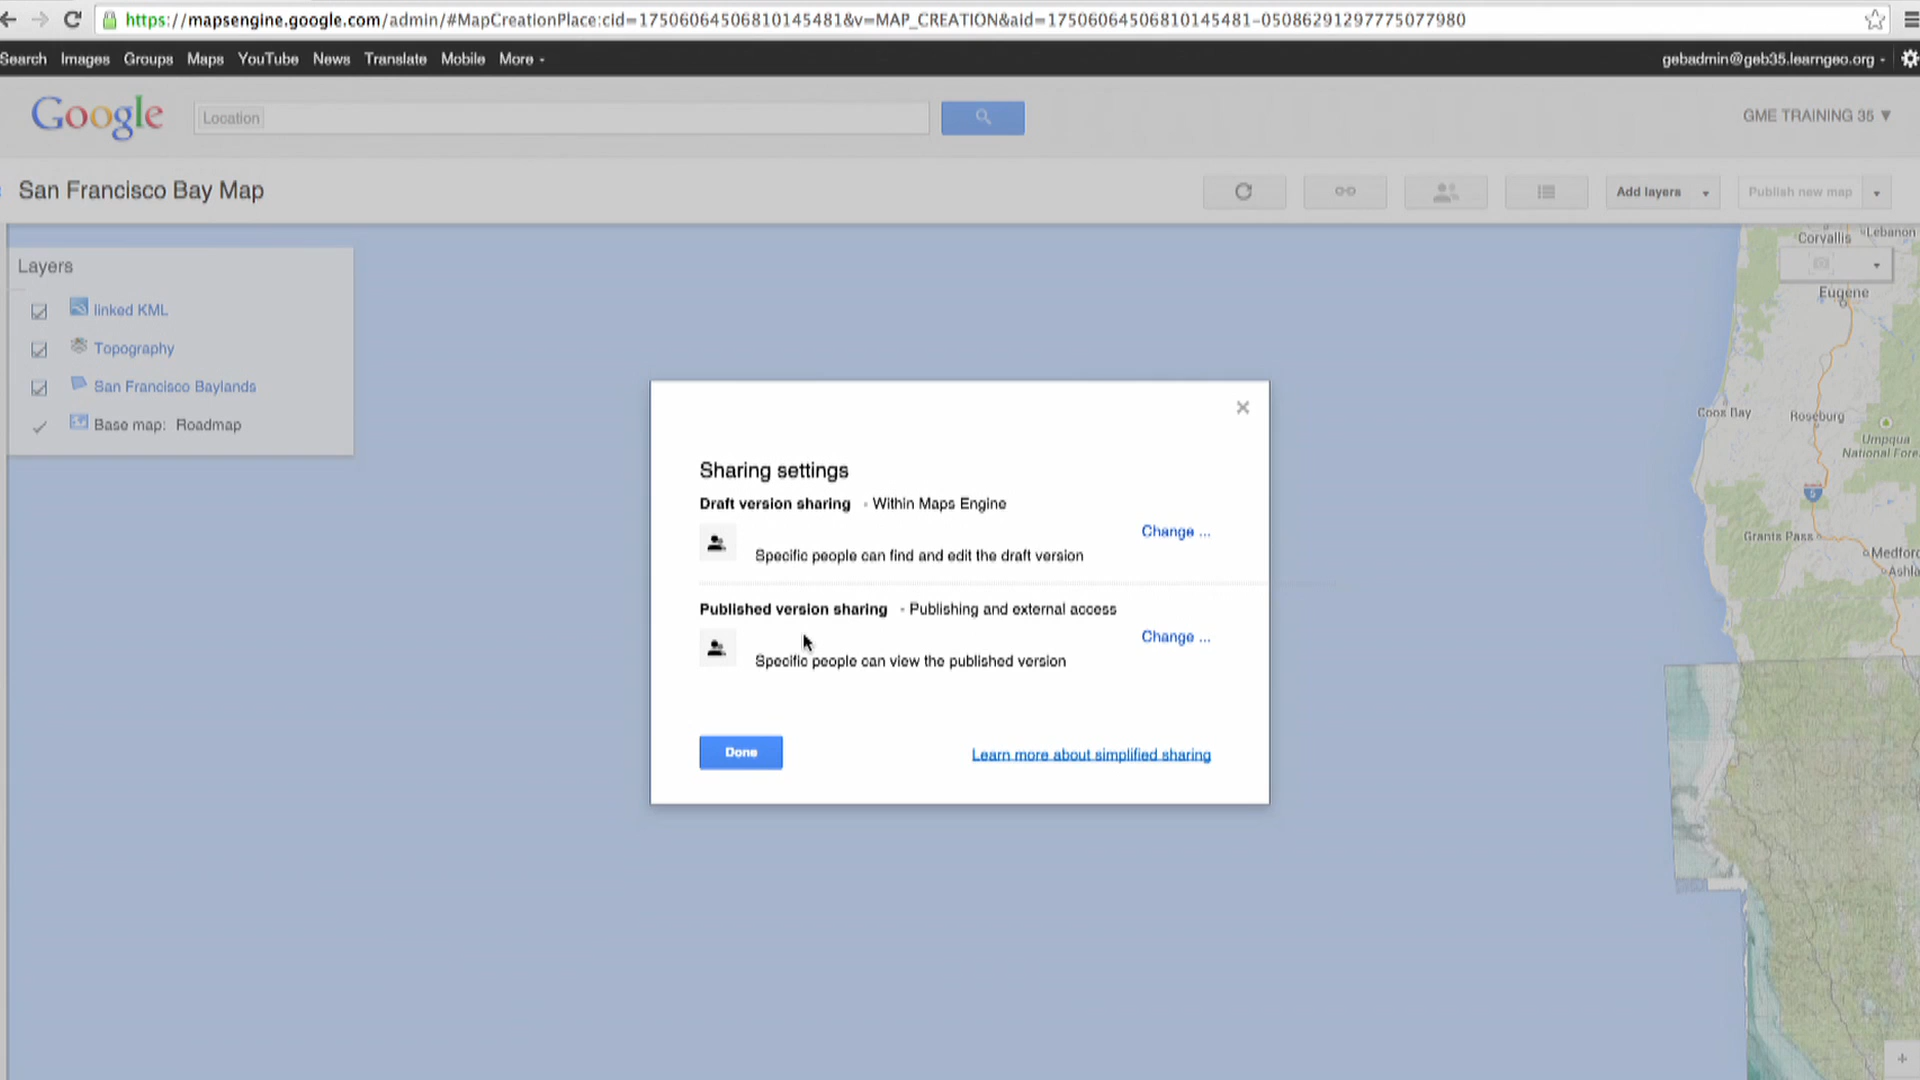 https://mapsengine.google.com/admin/#MapCreationPlace:cid=17506064506810145481&v=MAP_CREATION&aid=17506064506810145481-05086291297775077980
Search Images Groups Maps YouTube News Translate Mobile More
gebadmin@geb35.learngeo.org
Google
Location
GME TRAINING 35
San Francisco Bay Map
Add layers
Publish new map
Layers
linked KML
Topography
San Francisco Baylands
Base map: Roadmap
Sharing settings
Draft version sharing - Within Maps Engine
Change ...
Specific people can find and edit the draft version
Published version sharing - Publishing and external access
Change ...
Specific people can view the published version
Done
Learn more about simplified sharing
Corvallis
Lebanon
Eugene
Coos Bay
Roseburg
Umpqua
National Fore
5
Grants Pass
Medford
Ashla